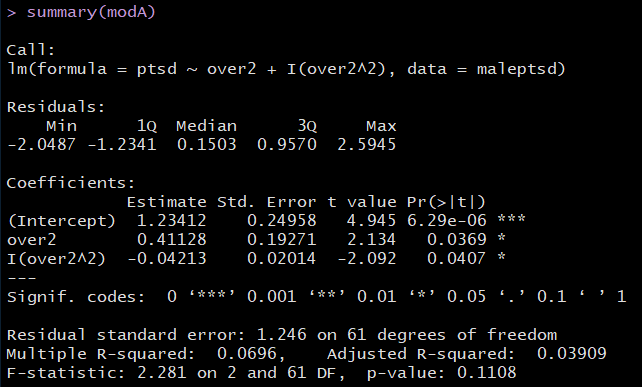 > summary(modA)
Call:
lm(formula = ptsd ~ over2 + I(over2^2), data = maleptsd)
Residuals:
    Min      1Q  Median      3Q     Max
-2.0487 -1.2341  0.1503  0.9570  2.5945
Coefficients:
            Estimate Std. Error t value Pr(>|t|)
(Intercept)  1.23412    0.24958   4.945 6.29e-06 ***
over2        0.41128    0.19271   2.134   0.0369 *
I(over2^2)  -0.04213    0.02014  -2.092   0.0407 *
---
Signif. codes:  0 ‘***’ 0.001 ‘**’ 0.01 ‘*’ 0.05 ‘.’ 0.1 ‘ ’ 1
Residual standard error: 1.246 on 61 degrees of freedom
Multiple R-squared:  0.0696,    Adjusted R-squared:  0.03909
F-statistic: 2.281 on 2 and 61 DF,  p-value: 0.1108